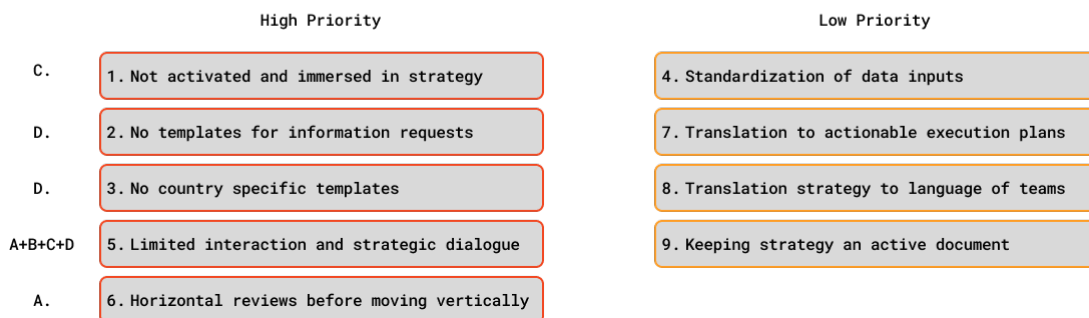 High Priority
Low Priority
C.
1. Not activated and immersed in strategy
4. Standardization of data inputs
D.
2. No templates for information requests
7. Translation to actionable execution plans
D.
3. No country specific templates
8. Translation strategy to language of teams
A+B+C+D
5. Limited interaction and strategic dialogue
9. Keeping strategy an active document
A.
6. Horizontal reviews before moving vertically